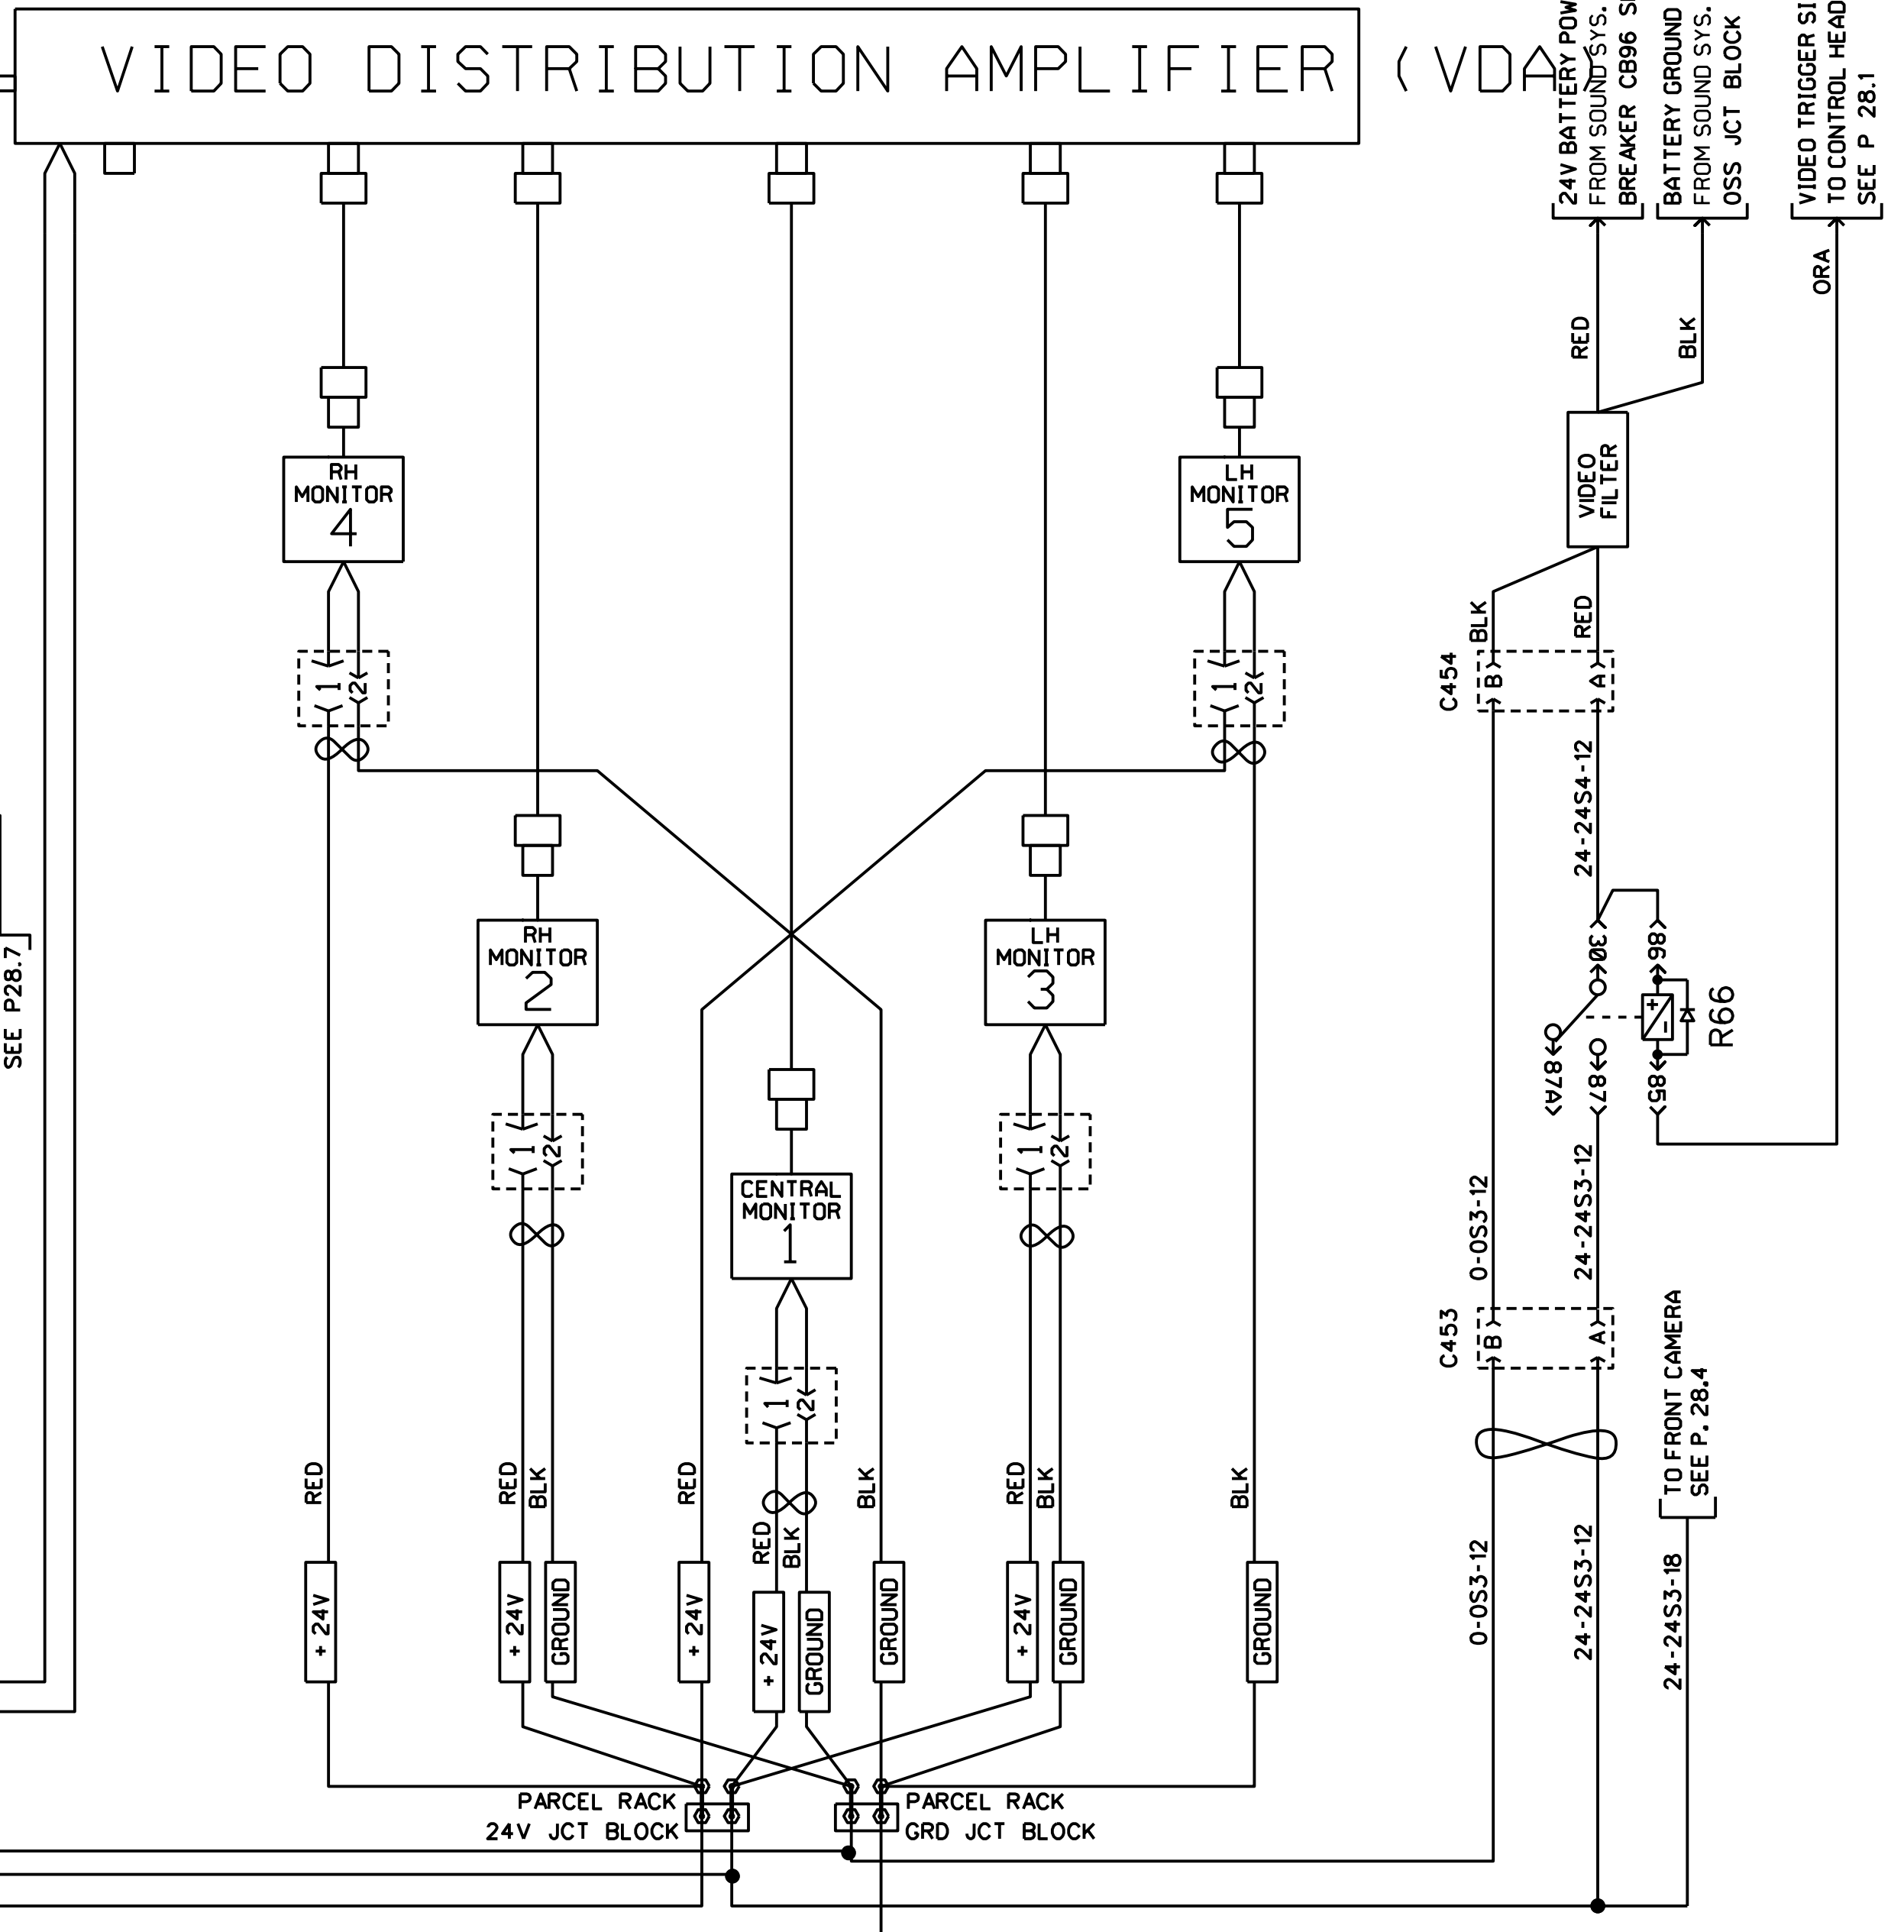 VIDEO DISTRIBUTION AMPLIFIER (VDA)
24V BATTERY POW
FROM SOUND SYS.
BREAKER CB96
BATTERY GROUND
FROM SOUND SYS.
OSS JCT BLOCK
VIDEO TRIGGER SI
TO CONTROL HEAD
SEE P 28.1
ORA
RED
BLK
VIDEO
FILTER
RH
MONITOR
4
LH
MONITOR
5
BLK
RED
C454
B
A
1
2
1
2
24-24S4-12
RH
MONITOR
2
LH
MONITOR
3
SEE P28.7
30
86
R66
87A
87
85
1
2
1
2
CENTRAL
MONITOR
1
0-0S3-12
24-24S3-12
C453
B
A
1
2
TO FRONT CAMERA
SEE P. 28.4
RED
RED
BLK
RED
RED
BLK
BLK
RED
BLK
BLK
+ 24V
+ 24V
GROUND
+ 24V
+ 24V
GROUND
GROUND
+ 24V
GROUND
GROUND
0-0S3-12
24-24S3-12
24-24S3-18
PARCEL RACK
24V JCT BLOCK
PARCEL RACK
GRD JCT BLOCK